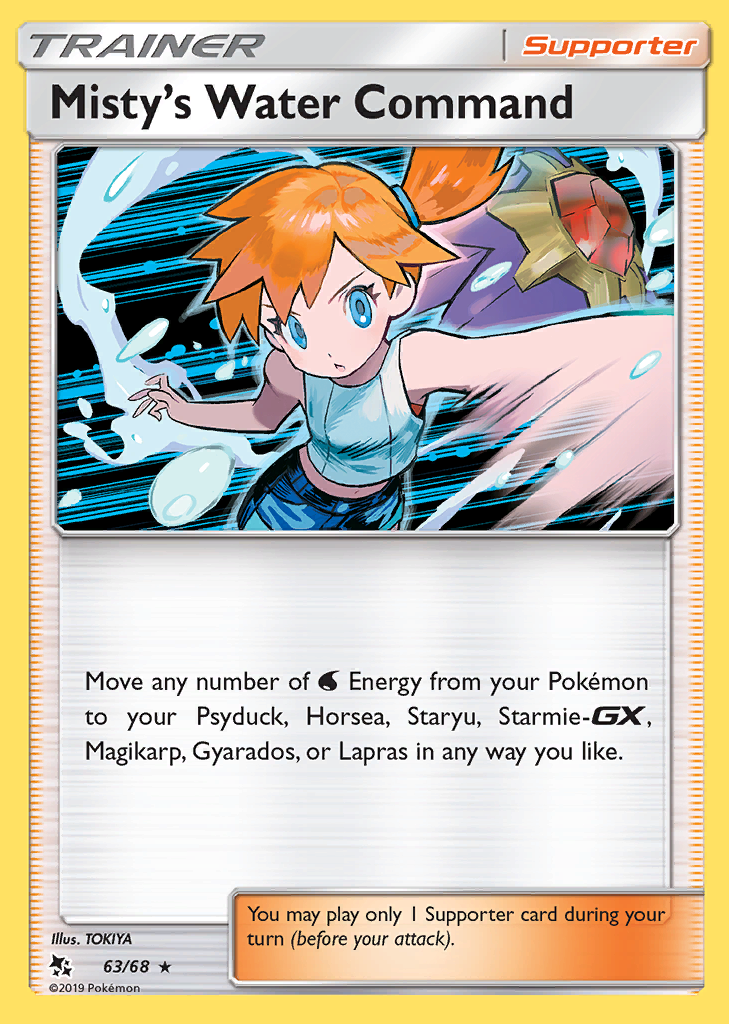 TRAINER | Supporter
Misty's Water Command
Move any number of Energy from your Pokémon
to your Psyduck, Horsea, Staryu, Starmie-GX,
Magikarp, Gyarados, or Lapras in any way you like.
You may play only 1 Supporter card during your
turn (before your attack).
Illus. TOKIYA
63/68 ★
©2019 Pokémon